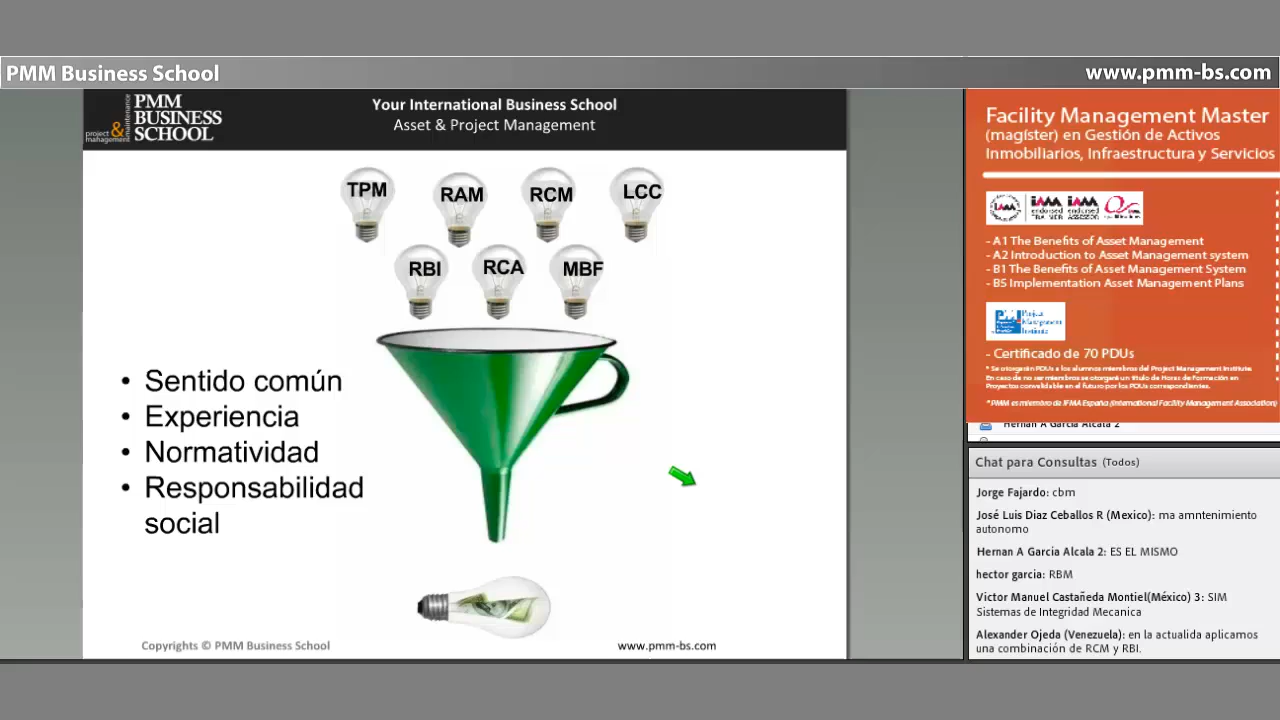 PMM Business School
www.pmm-bs.com
PMM
BUSINESS
SCHOOL
project
management
&
maintenance
Your International Business School
Asset & Project Management
TPM
RAM
RCM
LCC
RBI
RCA
MBF
• Sentido común
• Experiencia
• Normatividad
• Responsabilidad
social
Copyrights © PMM Business School
www.pmm-bs.com
Facility Management Master
(magíster) en Gestión de Activos
Inmobiliarios, Infraestructura y Servicios
- A1 The Benefits of Asset Management
- A2 Introduction to Asset Management system
- B1 The Benefits of Asset Management System
- B5 Implementation Asset Management Plans
Project
Management
Institute
- Certificado de 70 PDUs
* Se otorgarán PDUs a los alumnos miembros del Project Management Institute.
En caso de no ser miembros se otorgará un título de Horas de Formación en
Proyectos convalidable en el futuro por los PDUs correspondientes.
* PMM es miembro de IFMA España (International Facility Management Association)
Hernan A Garcia Alcala 2
Chat para Consultas (Todos)
Jorge Fajardo: cbm
José Luis Diaz Ceballos R (Mexico): ma amntenimiento
autonomo
Hernan A Garcia Alcala 2: ES EL MISMO
hector garcia: RBM
Victor Manuel Castañeda Montiel(México) 3: SIM
Sistemas de Integridad Mecanica
Alexander Ojeda (Venezuela): en la actualida aplicamos
una combinación de RCM y RBI.